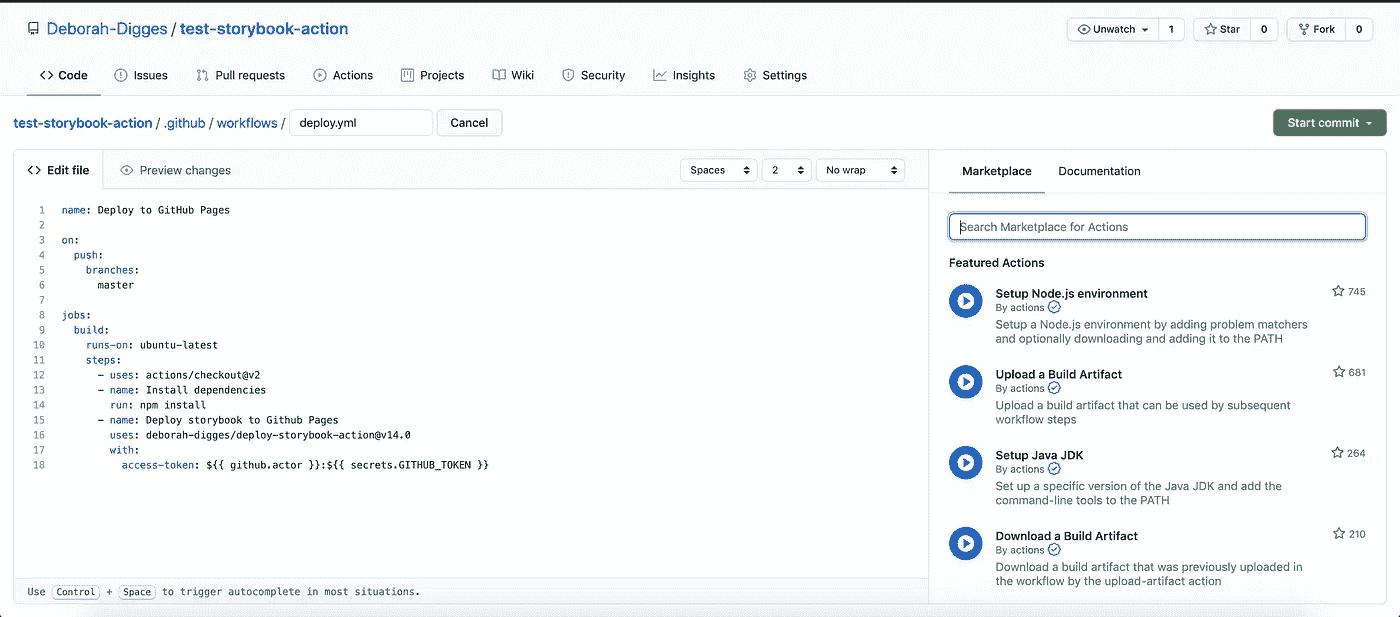 Deborah-Digges / test-storybook-action
Unwatch 1 Star 0 Fork 0
Code Issues Pull requests Actions Projects Wiki Security Insights Settings
test-storybook-action / .github / workflows / deploy.yml Cancel
Start commit
Edit file Preview changes Spaces 2 No wrap
1 name: Deploy to GitHub Pages
2
3 on:
4 push:
5 branches:
6 master
7
8 jobs:
9 build:
10 runs-on: ubuntu-latest
11 steps:
12 - uses: actions/checkout@v2
13 - name: Install dependencies
14 run: npm install
15 - name: Deploy storybook to Github Pages
16 uses: deborah-digges/deploy-storybook-action@v14.0
17 with:
18 access-token: ${{ github.actor }}:${{ secrets.GITHUB_TOKEN }}
Use Control + Space to trigger autocomplete in most situations.
Marketplace Documentation
Search Marketplace for Actions
Featured Actions
Setup Node.js environment 745
By actions
Setup a Node.js environment by adding problem matchers
and optionally downloading and adding it to the PATH
Upload a Build Artifact 681
By actions
Upload a build artifact that can be used by subsequent
workflow steps
Setup Java JDK 264
By actions
Set up a specific version of the Java JDK and add the
command-line tools to the PATH
Download a Build Artifact 210
By actions
Download a build artifact that was previously uploaded in
the workflow by the upload-artifact action